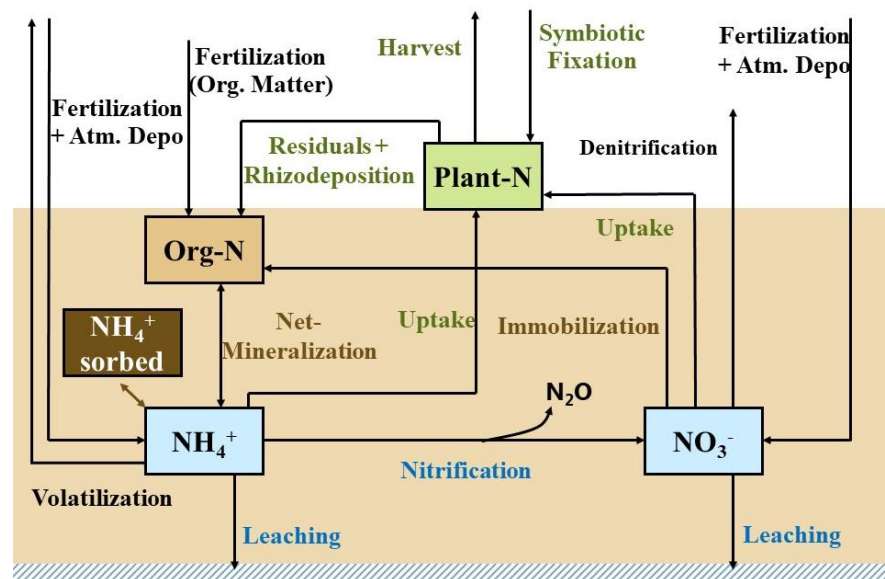 Fertilization
+ Atm. Depo
Fertilization
(Org. Matter)
Harvest
Symbiotic
Fixation
Fertilization
+ Atm. Depo
Residuals +
Rhizodeposition
Plant-N
Denitrification
Uptake
Org-N
NH₄⁺
sorbed
Net-
Mineralization
Uptake
Immobilization
N₂O
NH₄⁺
Nitrification
NO₃⁻
Volatilization
Leaching
Leaching